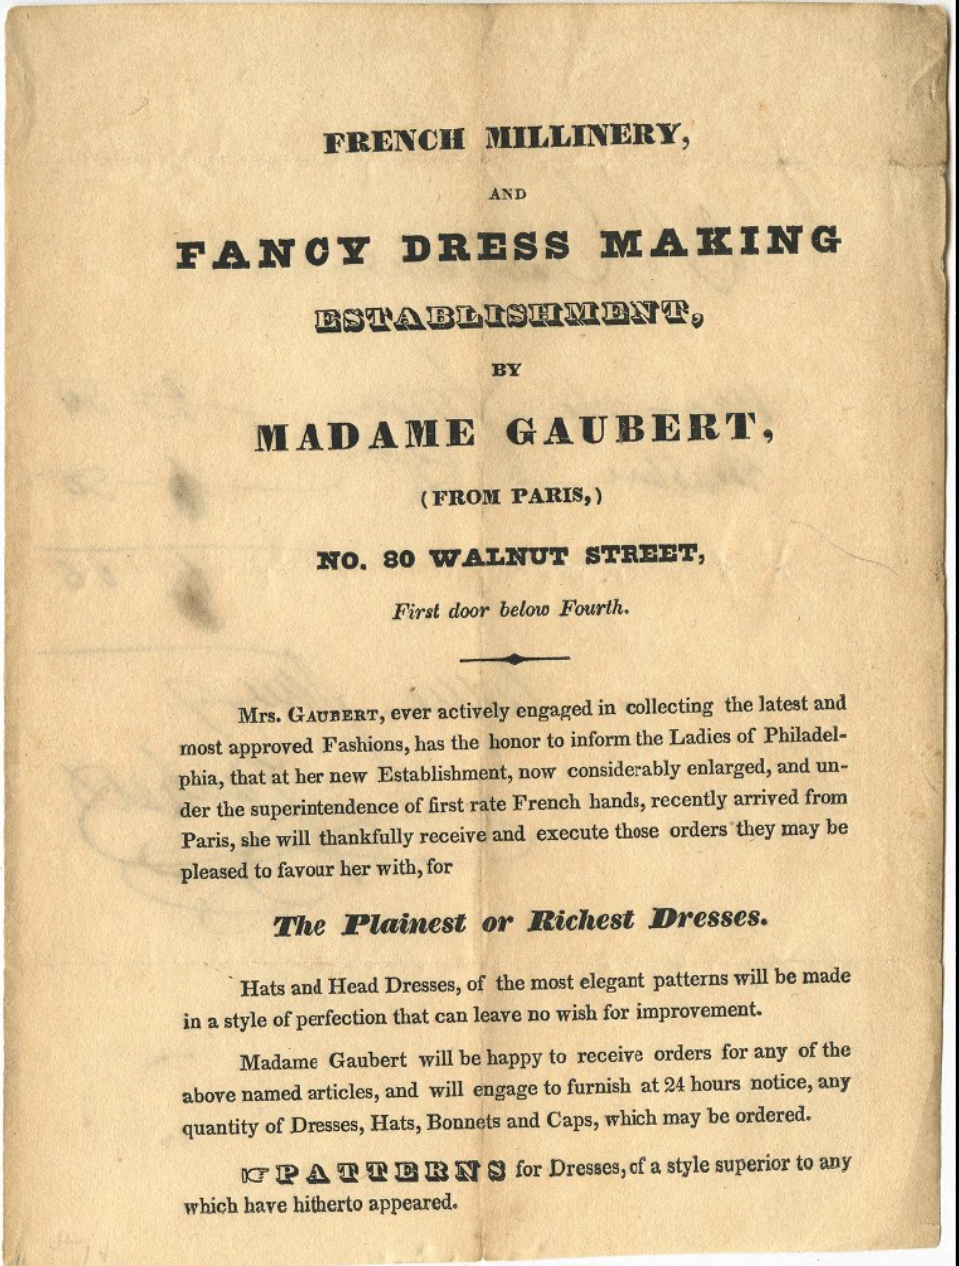 FRENCH MILLINERY,
AND
FANCY DRESS MAKING
ESTABLISHMENT,
BY
MADAME GAUBERT,
(FROM PARIS,)
NO. 80 WALNUT STREET,
First door below Fourth.
Mrs. GAUBERT, ever actively engaged in collecting the latest and
most approved Fashions, has the honor to inform the Ladies of Philadel-
phia, that at her new Establishment, now considerably enlarged, and un-
der the superintendence of first rate French hands, recently arrived from
Paris, she will thankfully receive and execute those orders they may be
pleased to favour her with, for
The Plainest or Richest Dresses.
Hats and Head Dresses, of the most elegant patterns will be made
in a style of perfection that can leave no wish for improvement.
Madame Gaubert will be happy to receive orders for any of the
above named articles, and will engage to furnish at 24 hours notice, any
quantity of Dresses, Hats, Bonnets and Caps, which may be ordered.
☞PATTERNS for Dresses, of a style superior to any
which have hitherto appeared.